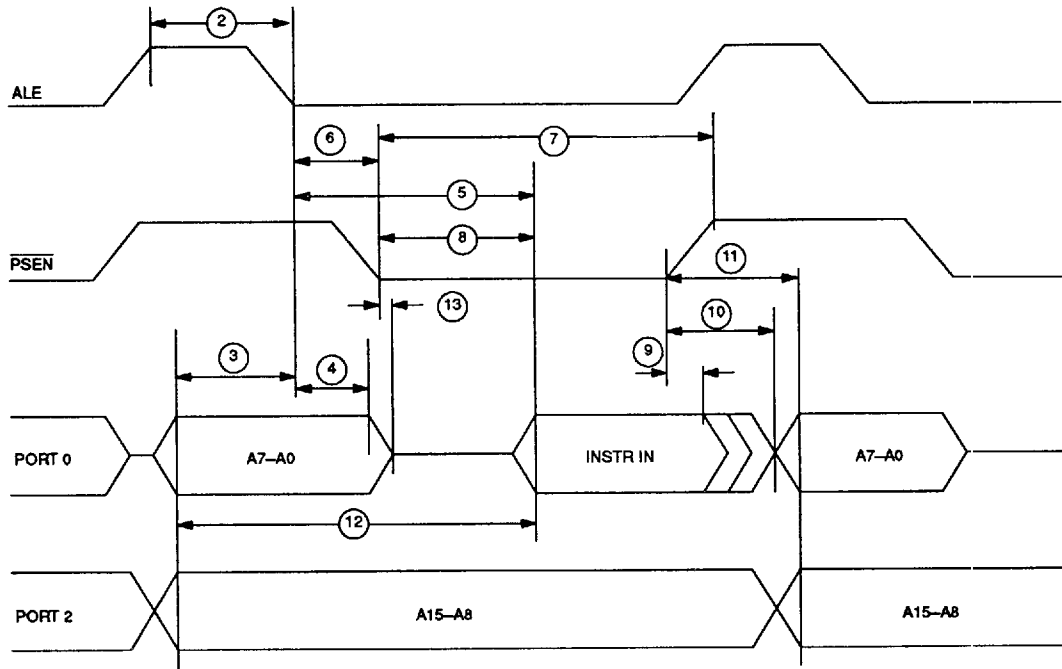 2
ALE
6
7
5
8
PSEN
11
13
10
9
3
4
PORT 0
A7–A0
INSTR IN
A7–A0
12
PORT 2
A15–A8
A15–A8